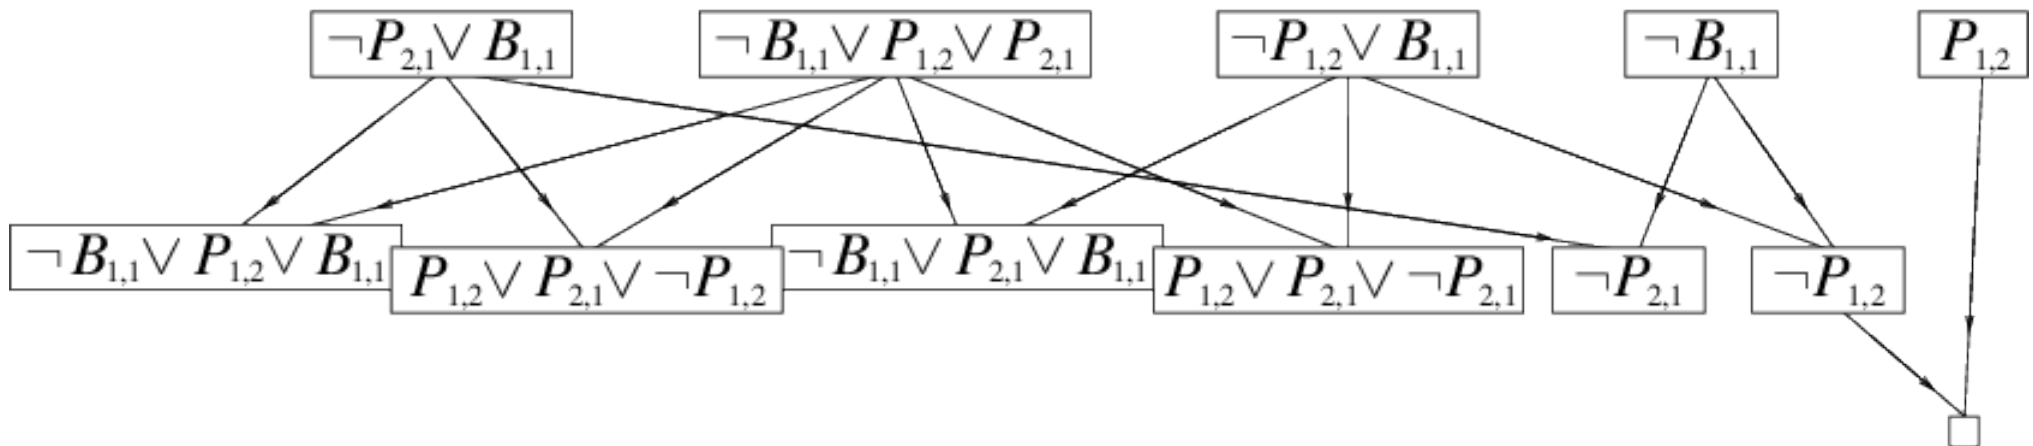 ¬P2,1 ∨ B1,1 ¬B1,1 ∨ P1,2 ∨ P2,1 ¬P1,2 ∨ B1,1 ¬B1,1 P1,2
¬B1,1 ∨ P1,2 ∨ B1,1 P1,2 ∨ P2,1 ∨ ¬P1,2 ¬B1,1 ∨ P2,1 ∨ B1,1 P1,2 ∨ P2,1 ∨ ¬P2,1 ¬P2,1 ¬P1,2